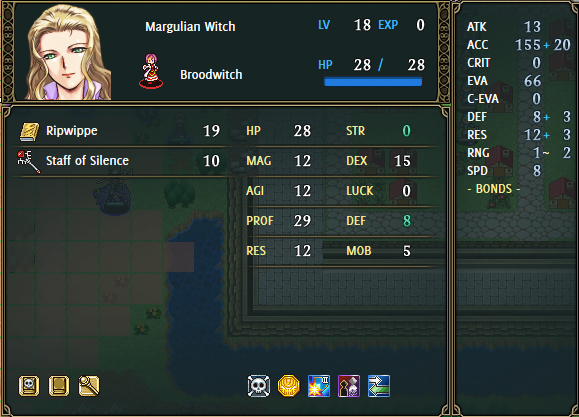 Margulian Witch LV 18 EXP 0
Broodwitch HP 28 / 28
Ripwippe 19
Staff of Silence 10
HP 28 STR 0
MAG 12 DEX 15
AGI 12 LUCK 0
PROF 29 DEF 8
RES 12 MOB 5
II
ATK 13
ACC 155+ 20
CRIT 0
EVA 66
C-EVA 0
DEF 8+ 3
RES 12+ 3
RNG 1~ 2
SPD 8
- BONDS -